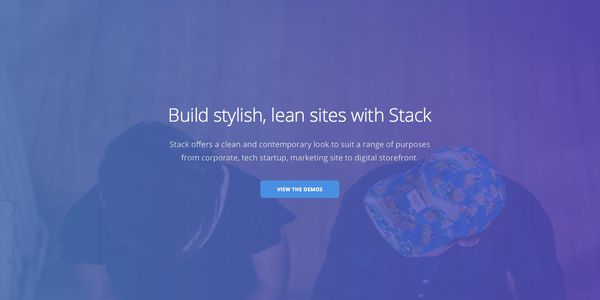 Build stylish, lean sites with Stack
Stack offers a clean and contemporary look to suit a range of purposes
from corporate, tech startup, marketing site to digital storefront.
VIEW THE DEMOS